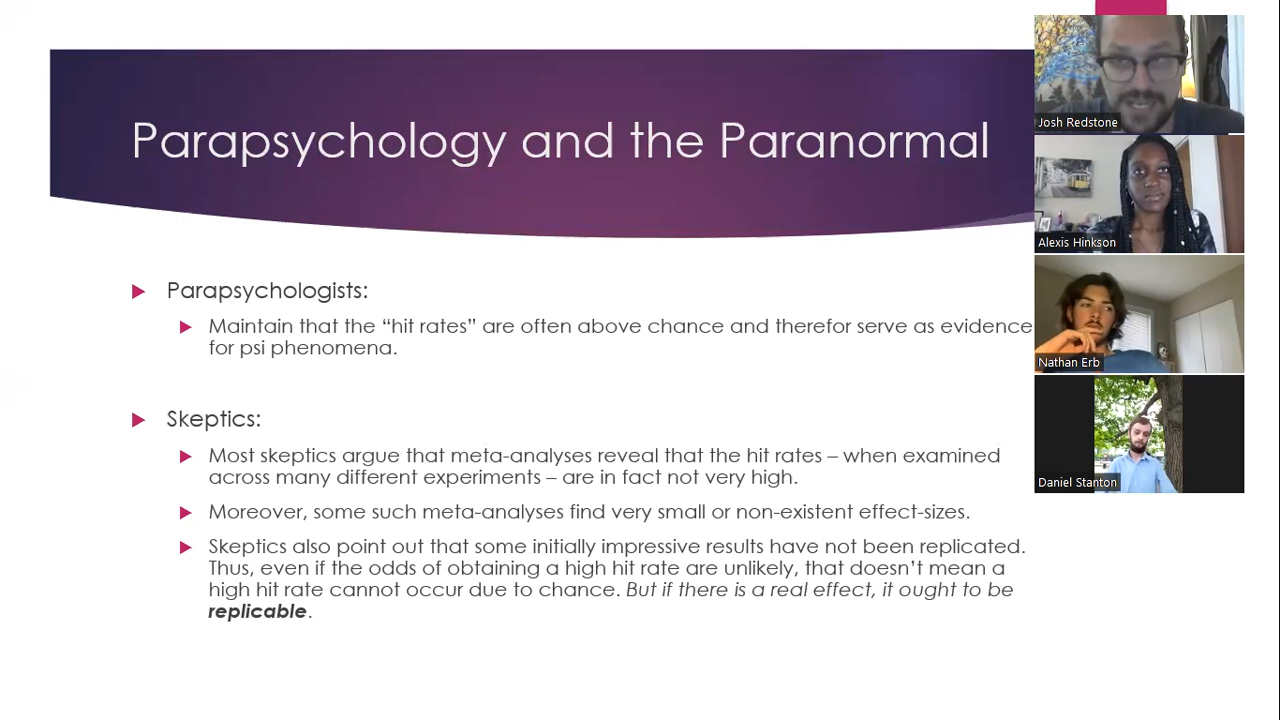 Parapsychology and the Paranormal
Parapsychologists:
Maintain that the “hit rates” are often above chance and therefor serve as evidence
for psi phenomena.
Skeptics:
Most skeptics argue that meta-analyses reveal that the hit rates – when examined
across many different experiments – are in fact not very high.
Moreover, some such meta-analyses find very small or non-existent effect-sizes.
Skeptics also point out that some initially impressive results have not been replicated.
Thus, even if the odds of obtaining a high hit rate are unlikely, that doesn’t mean a
high hit rate cannot occur due to chance. But if there is a real effect, it ought to be
replicable.
Josh Redstone
Alexis Hinkson
Nathan Erb
Daniel Stanton